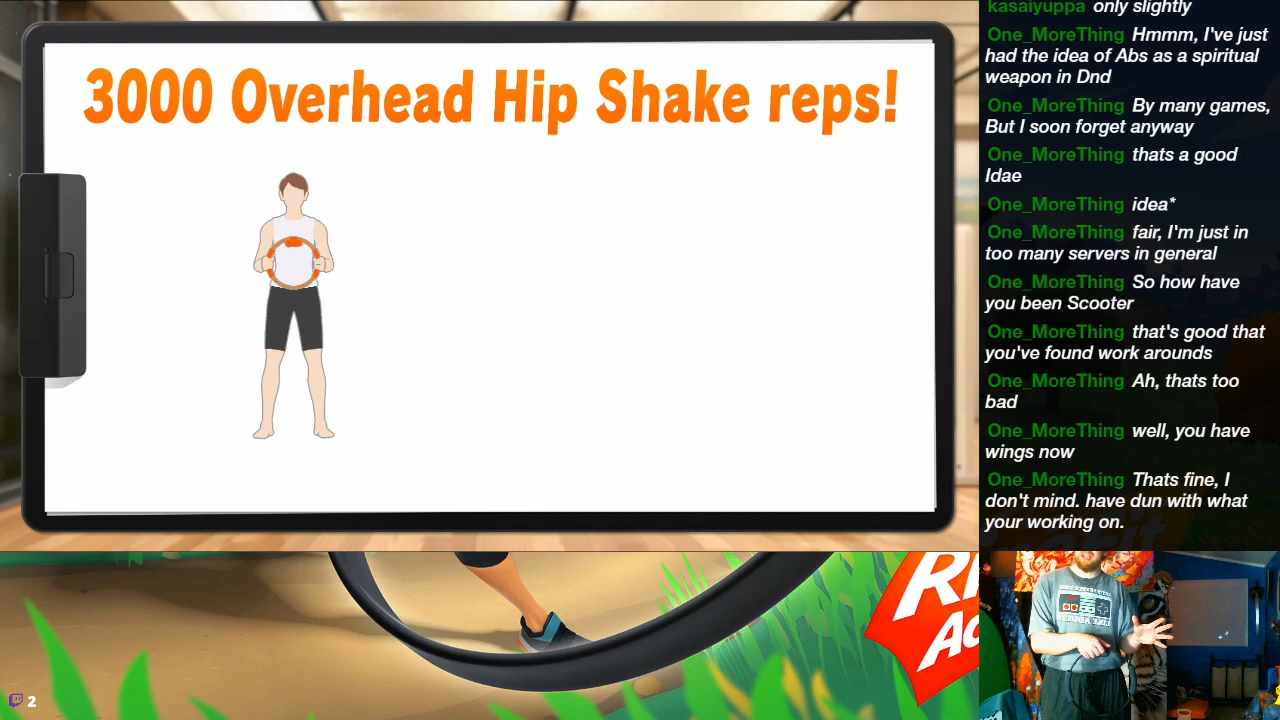 3000 Overhead Hip Shake reps!
kasaiyuppa only slightly
One_MoreThing Hmmm, I've just
had the idea of Abs as a spiritual
weapon in Dnd
One_MoreThing By many games,
But I soon forget anyway
One_MoreThing thats a good
Idae
One_MoreThing idea*
One_MoreThing fair, I'm just in
too many servers in general
One_MoreThing So how have
you been Scooter
One_MoreThing that's good that
you've found work arounds
One_MoreThing Ah, thats too
bad
One_MoreThing well, you have
wings now
One_MoreThing Thats fine, I
don't mind. have dun with what
your working on.
2